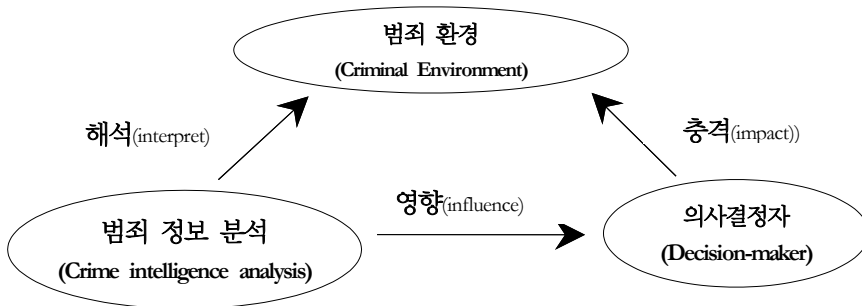 범죄 환경
(Criminal Environment)
해석(interpret)
충격(impact))
영향(influence)
범죄 정보 분석
(Crime intelligence analysis)
의사결정자
(Decision-maker)